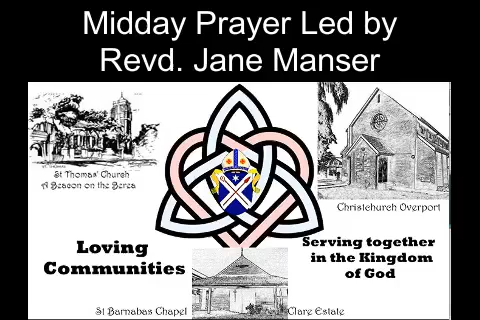 Midday Prayer Led by
Revd. Jane Manser
St Thomas' Church
A Beacon on the Berea
Christchurch Overport
Loving
Communities
Serving together
in the Kingdom
of God
St Barnabas Chapel
Clare Estate